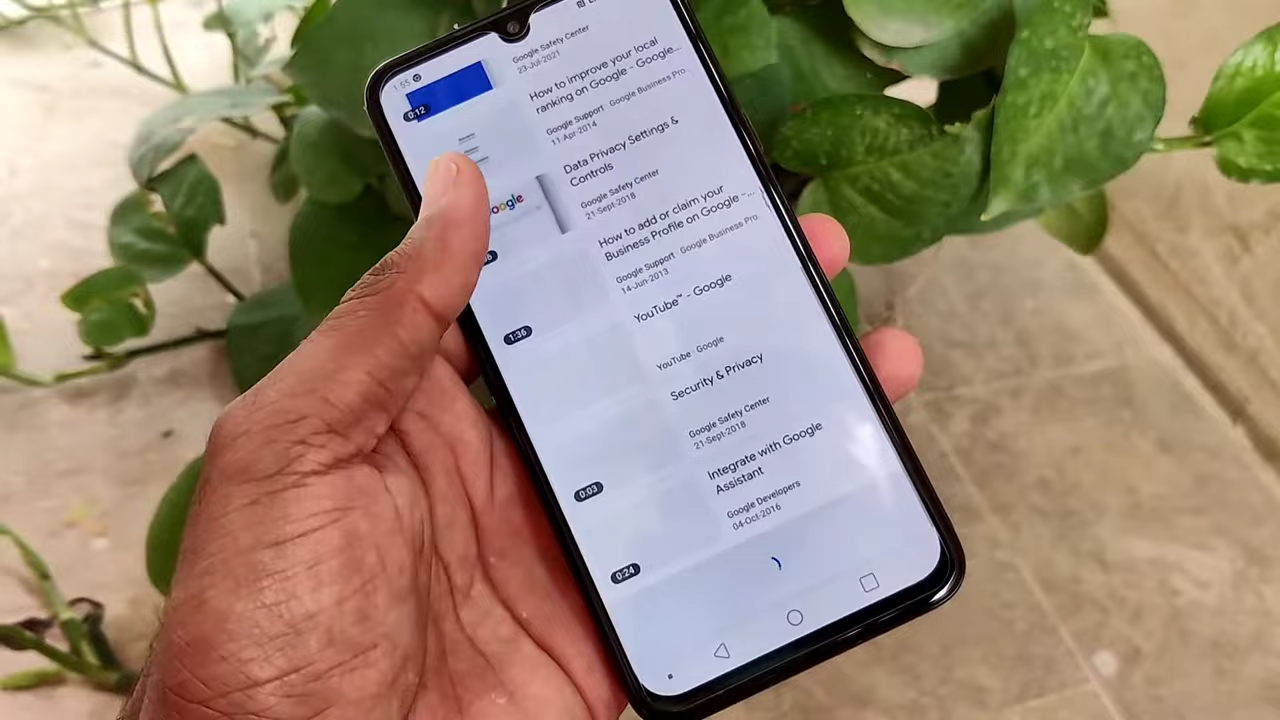 1:55
Google Safety Center
23-Jul-2021
0:12
How to improve your local
ranking on Google - Google...
Google Support · Google Business Pro
11-Apr-2014
Data Privacy Settings &
Controls
Google Safety Center
21-Sept-2018
oogle
How to add or claim your
Business Profile on Google -...
Google Support · Google Business Pro
14-Jun-2013
1:36
YouTube™ - Google
YouTube · Google
Security & Privacy
Google Safety Center
21-Sept-2018
0:03
Integrate with Google
Assistant
Google Developers
04-Oct-2016
0:24